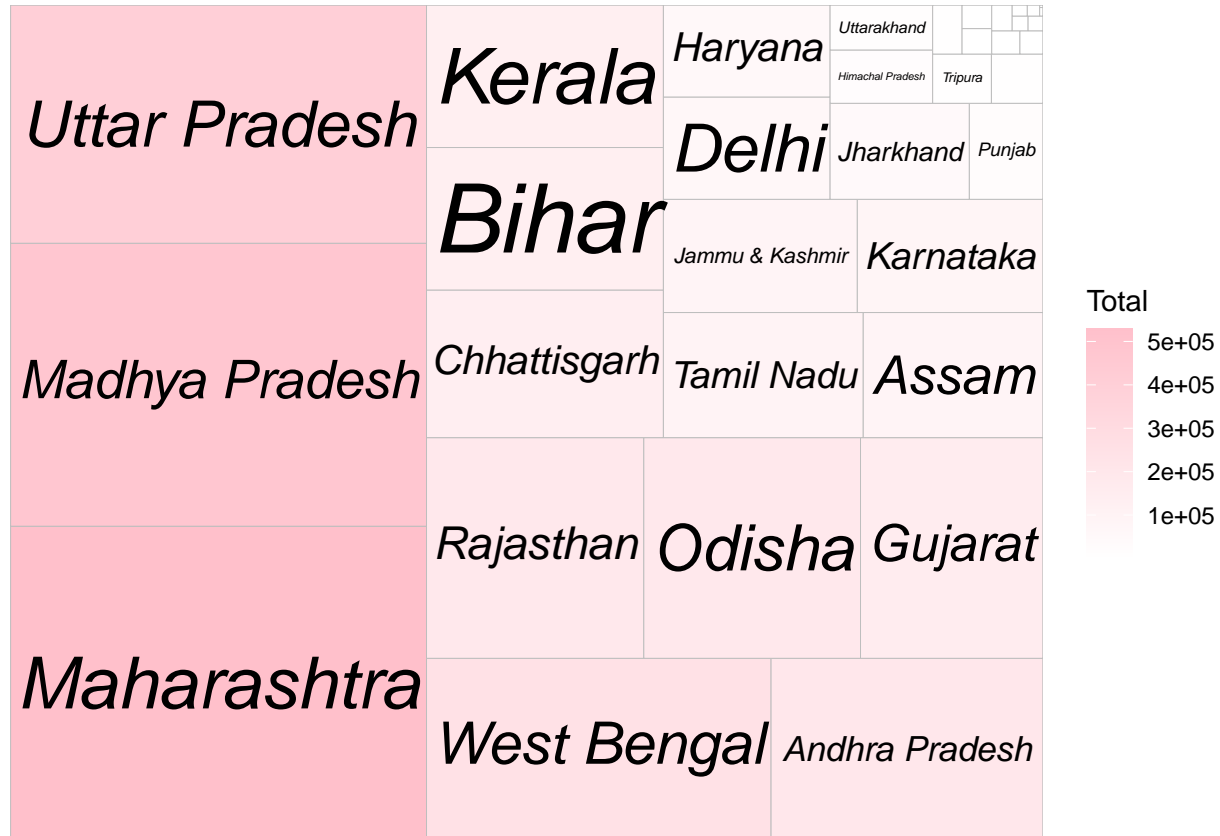 Uttar Pradesh
Madhya Pradesh
Maharashtra
Kerala
Bihar
Chhattisgarh
Haryana
Delhi
Uttarakhand
Himachal Pradesh
Tripura
Jharkhand
Punjab
Jammu & Kashmir
Karnataka
Tamil Nadu
Assam
Rajasthan
Odisha
Gujarat
West Bengal
Andhra Pradesh
Total
5e+05
4e+05
3e+05
2e+05
1e+05